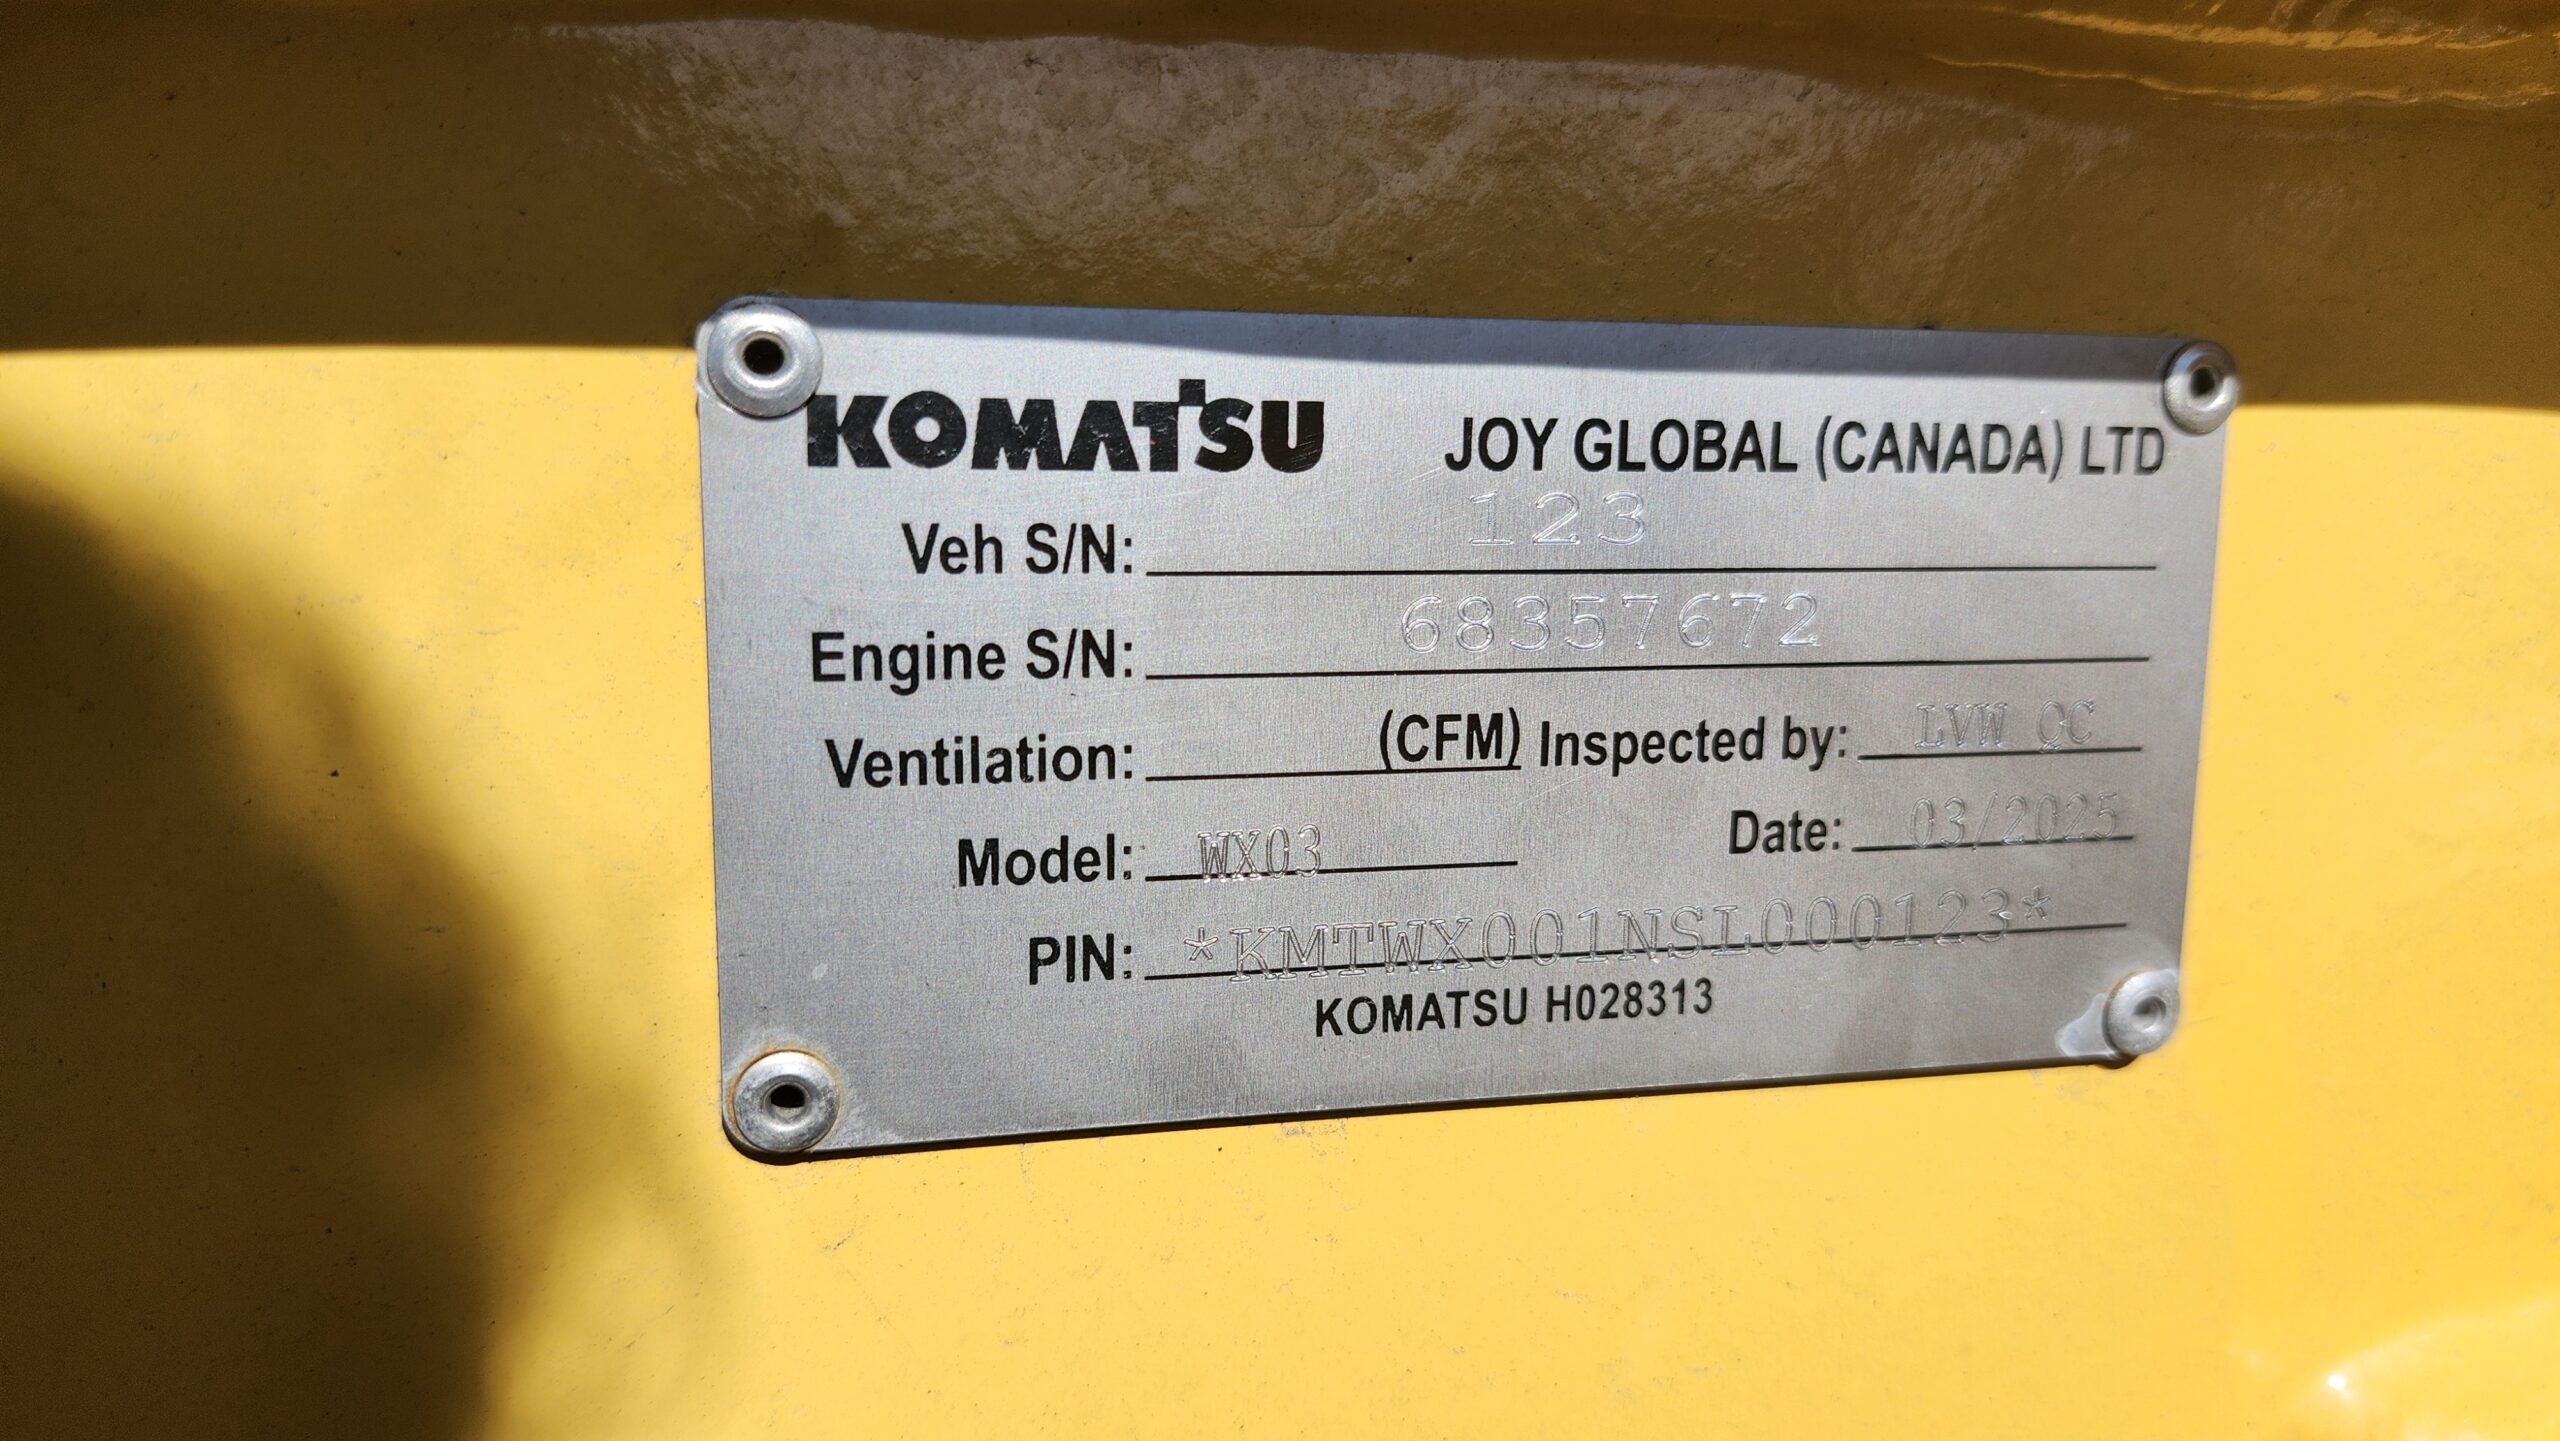 KOMATSU JOY GLOBAL (CANADA) LTD
Veh S/N: 123
Engine S/N: 68357672
Ventilation: (CFM) Inspected by: LVW QC
Model: WX03 Date: 03/2025
PIN: *KMTWX001NSL000123*
KOMATSU H028313